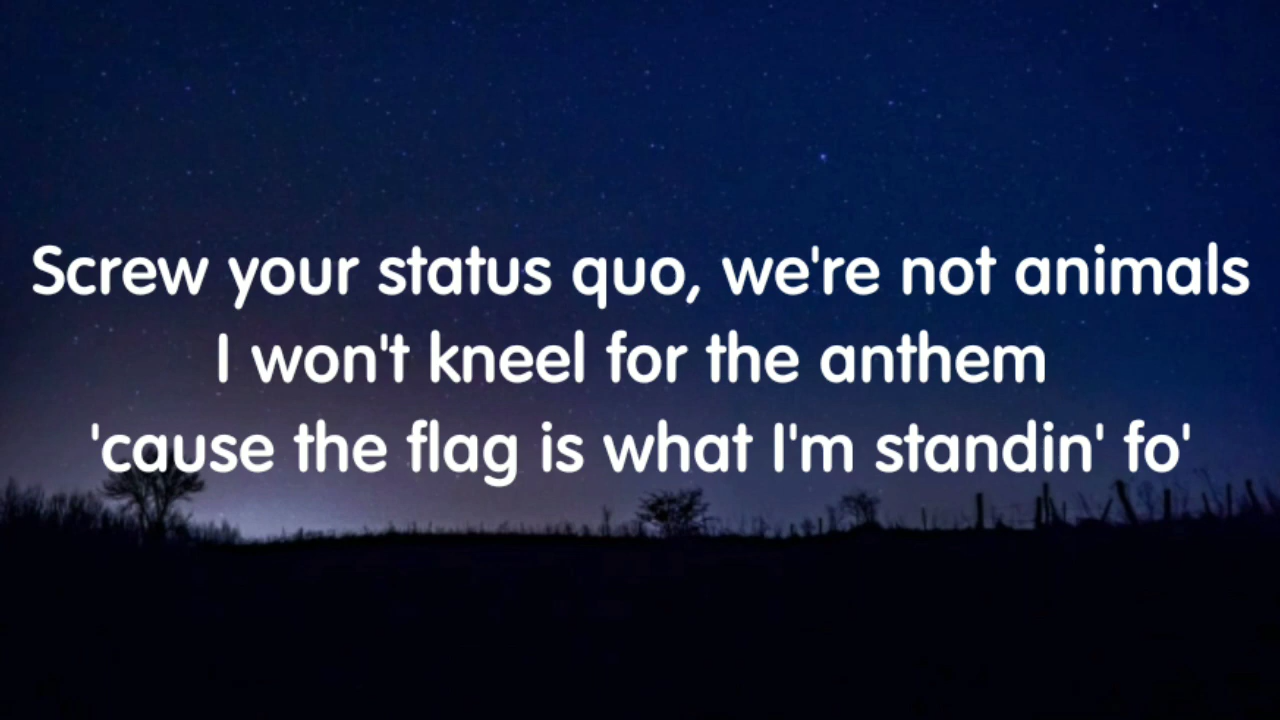 Screw your status quo, we're not animals
I won't kneel for the anthem
'cause the flag is what I'm standin' fo'